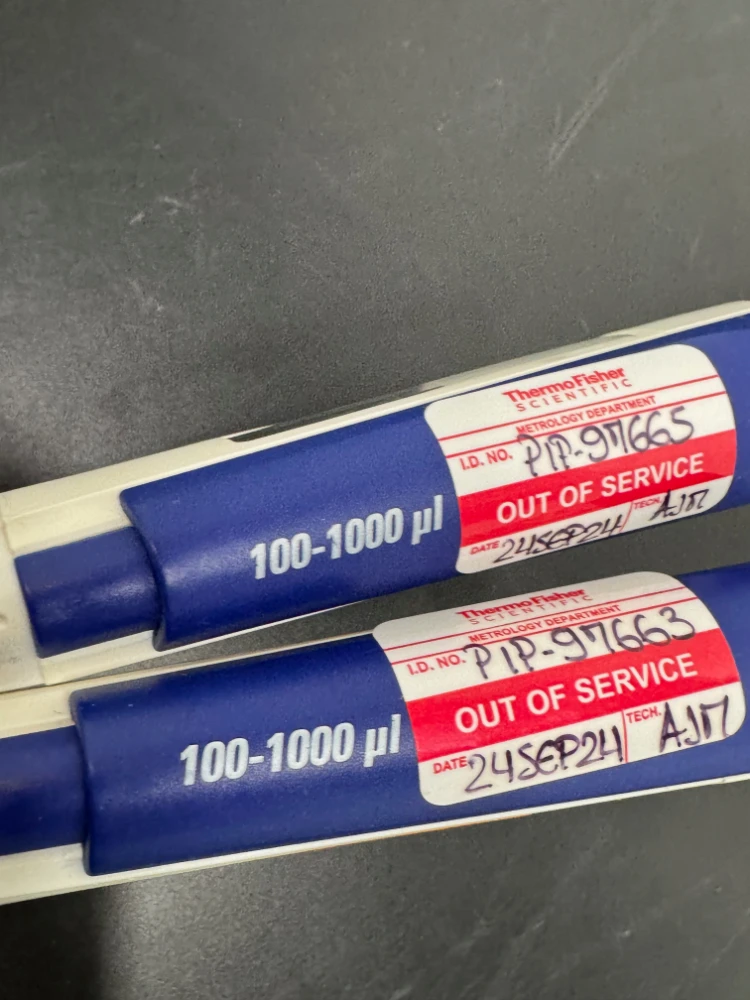 ThermoFisher
SCIENTIFIC
METROLOGY DEPARTMENT
I.D. NO. PIP-97665
OUT OF SERVICE
DATE 24SEP24 TECH. AJM
100-1000 µl
ThermoFisher
SCIENTIFIC
METROLOGY DEPARTMENT
I.D. NO. PIP-97663
OUT OF SERVICE
DATE 24SEP24 TECH. AJM
100-1000 µl